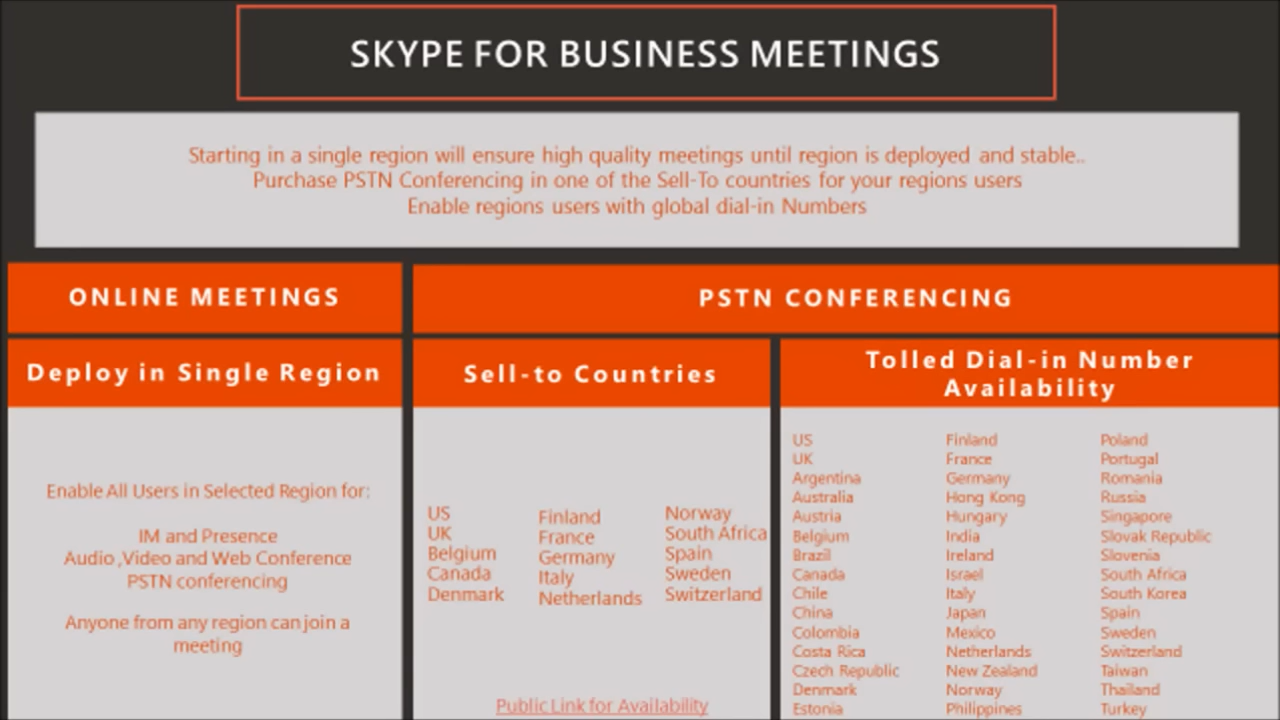 SKYPE FOR BUSINESS MEETINGS
Starting in a single region will ensure high quality meetings until region is deployed and stable..
Purchase PSTN Conferencing in one of the Sell-To countries for your regions users
Enable regions users with global dial-in Numbers
ONLINE MEETINGS
Deploy in Single Region
Enable All Users in Selected Region for:
IM and Presence
Audio ,Video and Web Conference
PSTN conferencing
Anyone from any region can join a
meeting
PSTN CONFERENCING
Sell-to Countries
US
UK
Belgium
Canada
Denmark
Finland
France
Germany
Italy
Netherlands
Norway
South Africa
Spain
Sweden
Switzerland
Public Link for Availability
Tolled Dial-in Number
Availability
US
UK
Argentina
Australia
Austria
Belgium
Brazil
Canada
Chile
China
Colombia
Costa Rica
Czech Republic
Denmark
Estonia
Finland
France
Germany
Hong Kong
Hungary
India
Ireland
Israel
Italy
Japan
Mexico
Netherlands
New Zealand
Norway
Philippines
Poland
Portugal
Romania
Russia
Singapore
Slovak Republic
Slovenia
South Africa
South Korea
Spain
Sweden
Switzerland
Taiwan
Thailand
Turkey